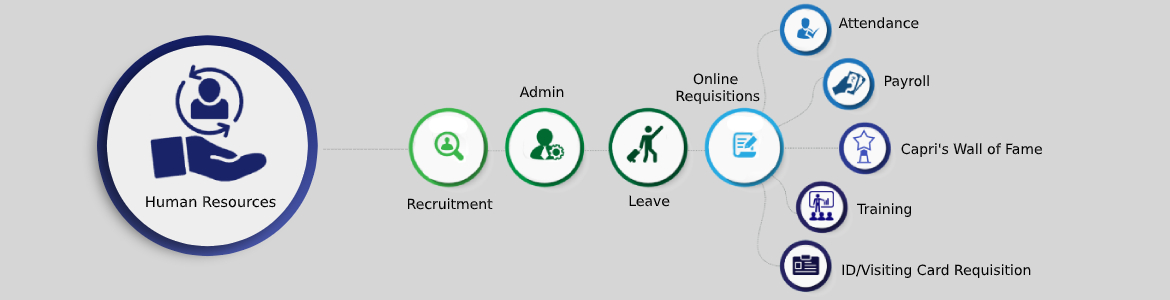 Human Resources
Recruitment
Admin
Leave
Online
Requisitions
Attendance
Payroll
Capri's Wall of Fame
Training
ID/Visiting Card Requisition